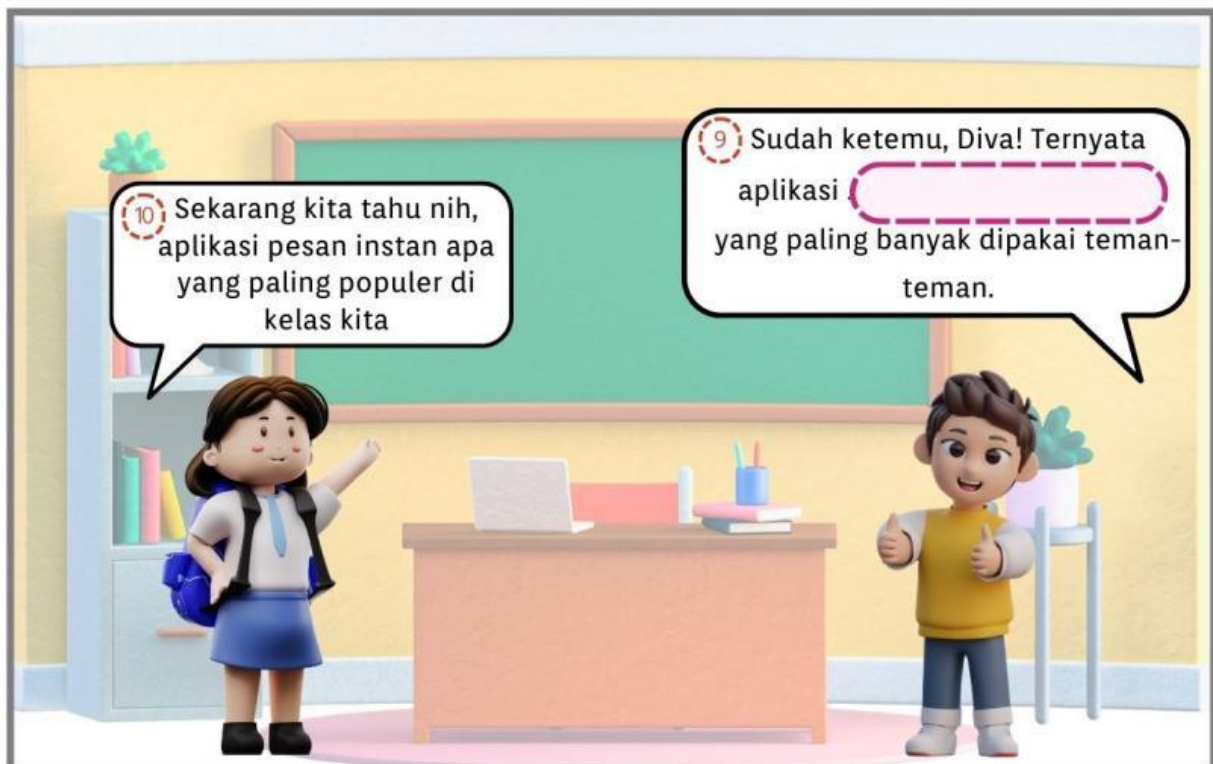 9 Sudah ketemu, Diva! Ternyata
aplikasi
yang paling banyak dipakai teman-
teman.
10 Sekarang kita tahu nih,
aplikasi pesan instan apa
yang paling populer di
kelas kita